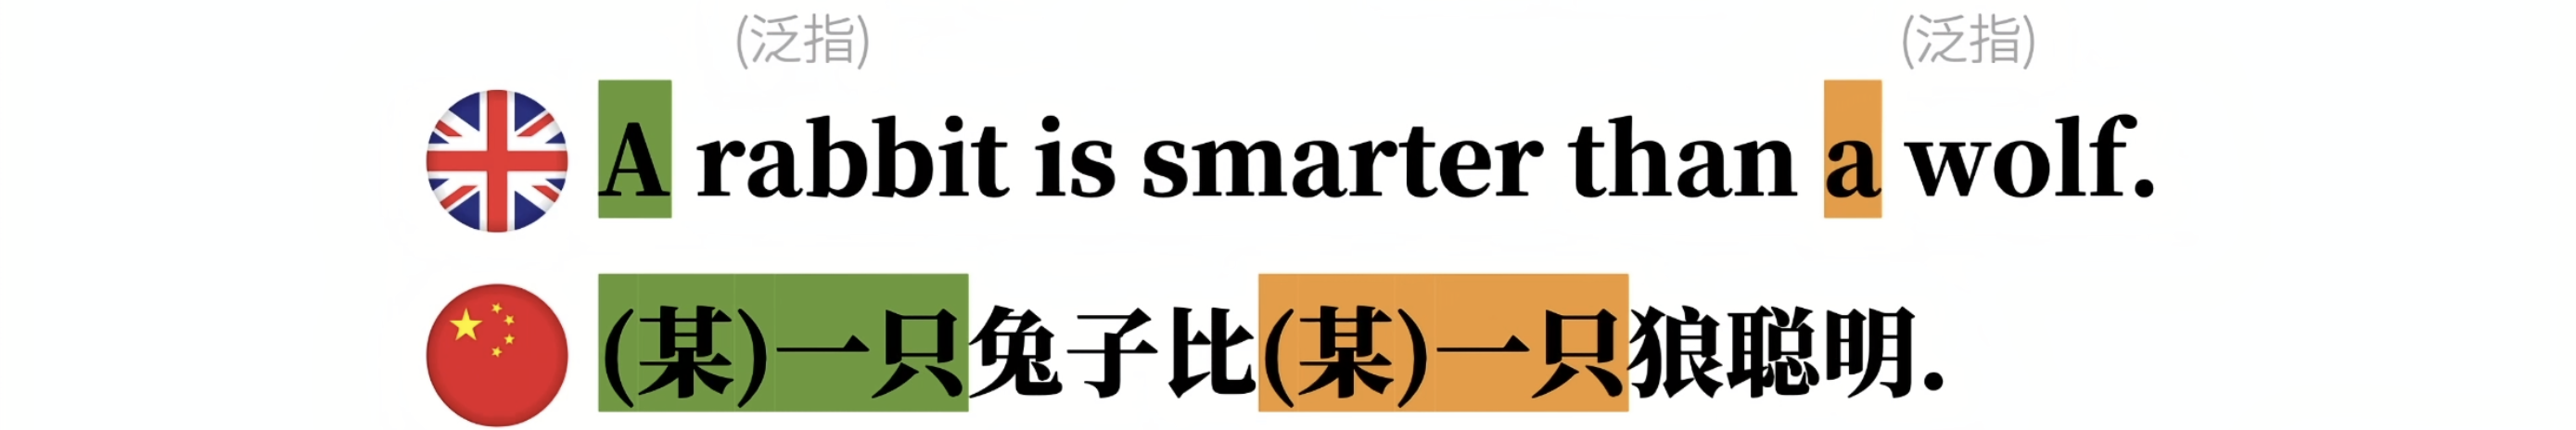 (泛指) (泛指)
A rabbit is smarter than a wolf.
(某)一只兔子比(某)一只狼聪明.